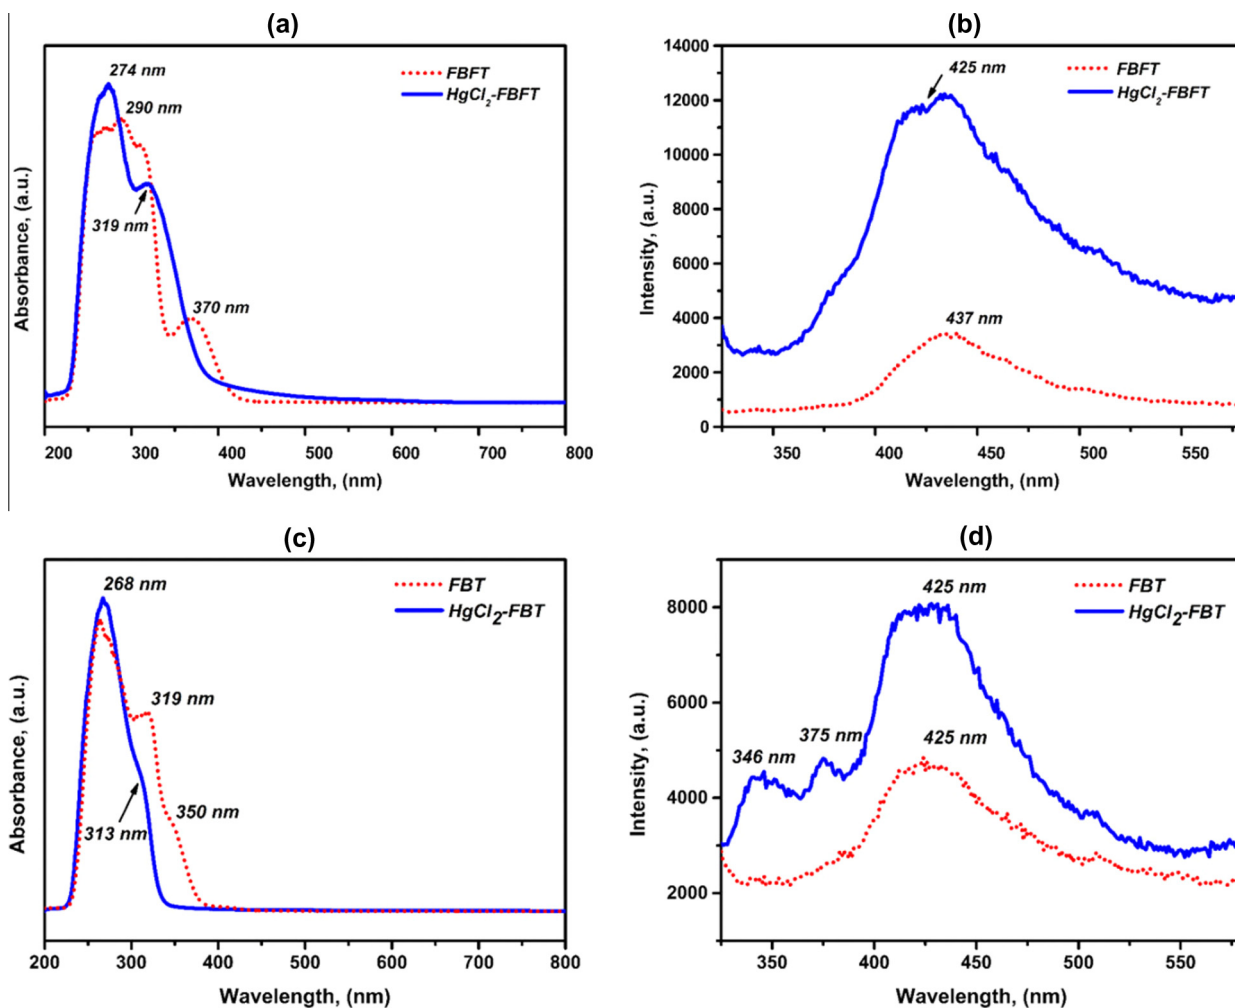 (a)
274 nm
290 nm
319 nm
370 nm
FBFT
HgCl₂-FBFT
Absorbance, (a.u.)
200 300 400 500 600 700 800
Wavelength, (nm)
(b)
14000
12000
10000
8000
6000
4000
2000
0
425 nm
437 nm
FBFT
HgCl₂-FBFT
Intensity, (a.u.)
350 400 450 500 550
Wavelength, (nm)
(c)
268 nm
319 nm
313 nm
350 nm
FBT
HgCl₂-FBT
Absorbance, (a.u.)
200 300 400 500 600 700 800
Wavelength, (nm)
(d)
8000
6000
4000
2000
425 nm
346 nm
375 nm
425 nm
FBT
HgCl₂-FBT
Intensity, (a.u.)
350 400 450 500 550
Wavelength, (nm)